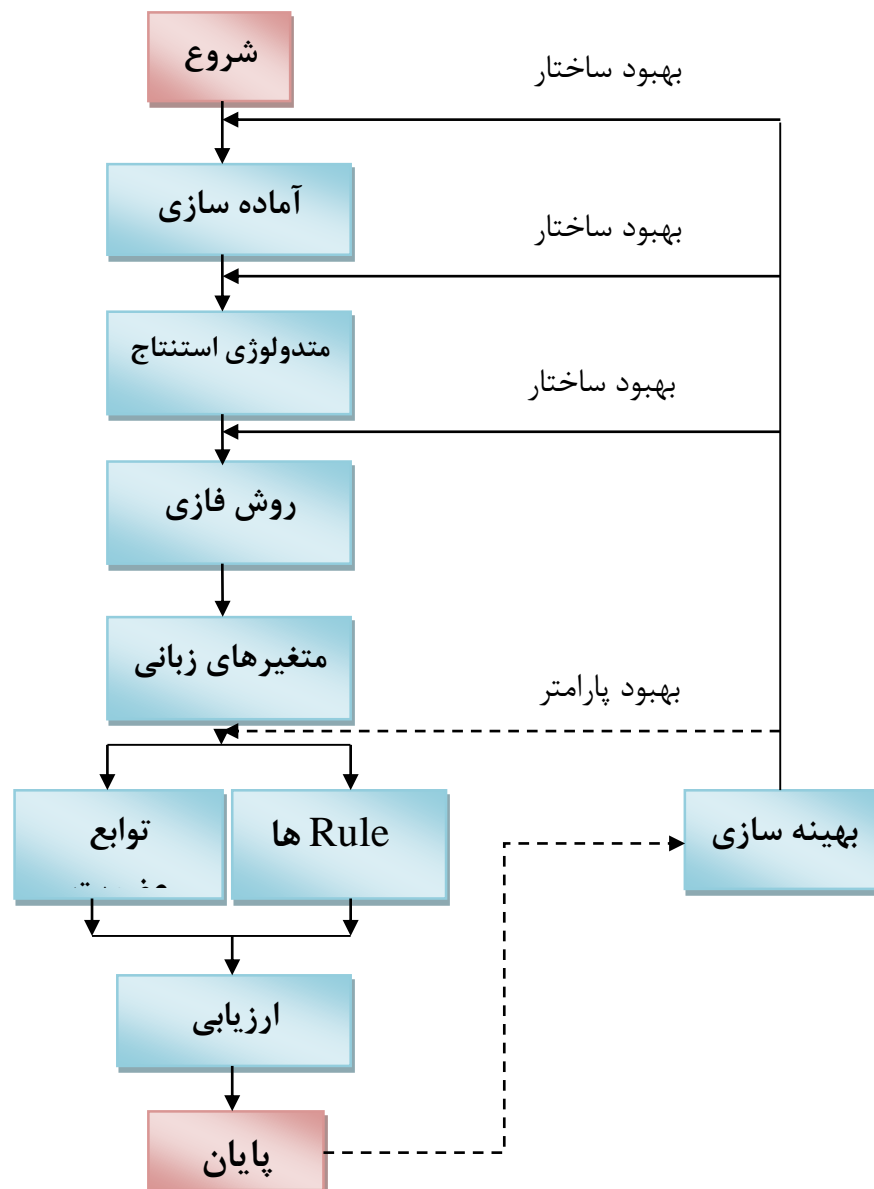 شروع
بهبود ساختار
آماده سازی
بهبود ساختار
متدولوژی استنتاج
بهبود ساختار
روش فازی
متغیرهای زبانی
بهبود پارامتر
توابع
Rule ها
بهینه سازی
ارزیابی
پایان